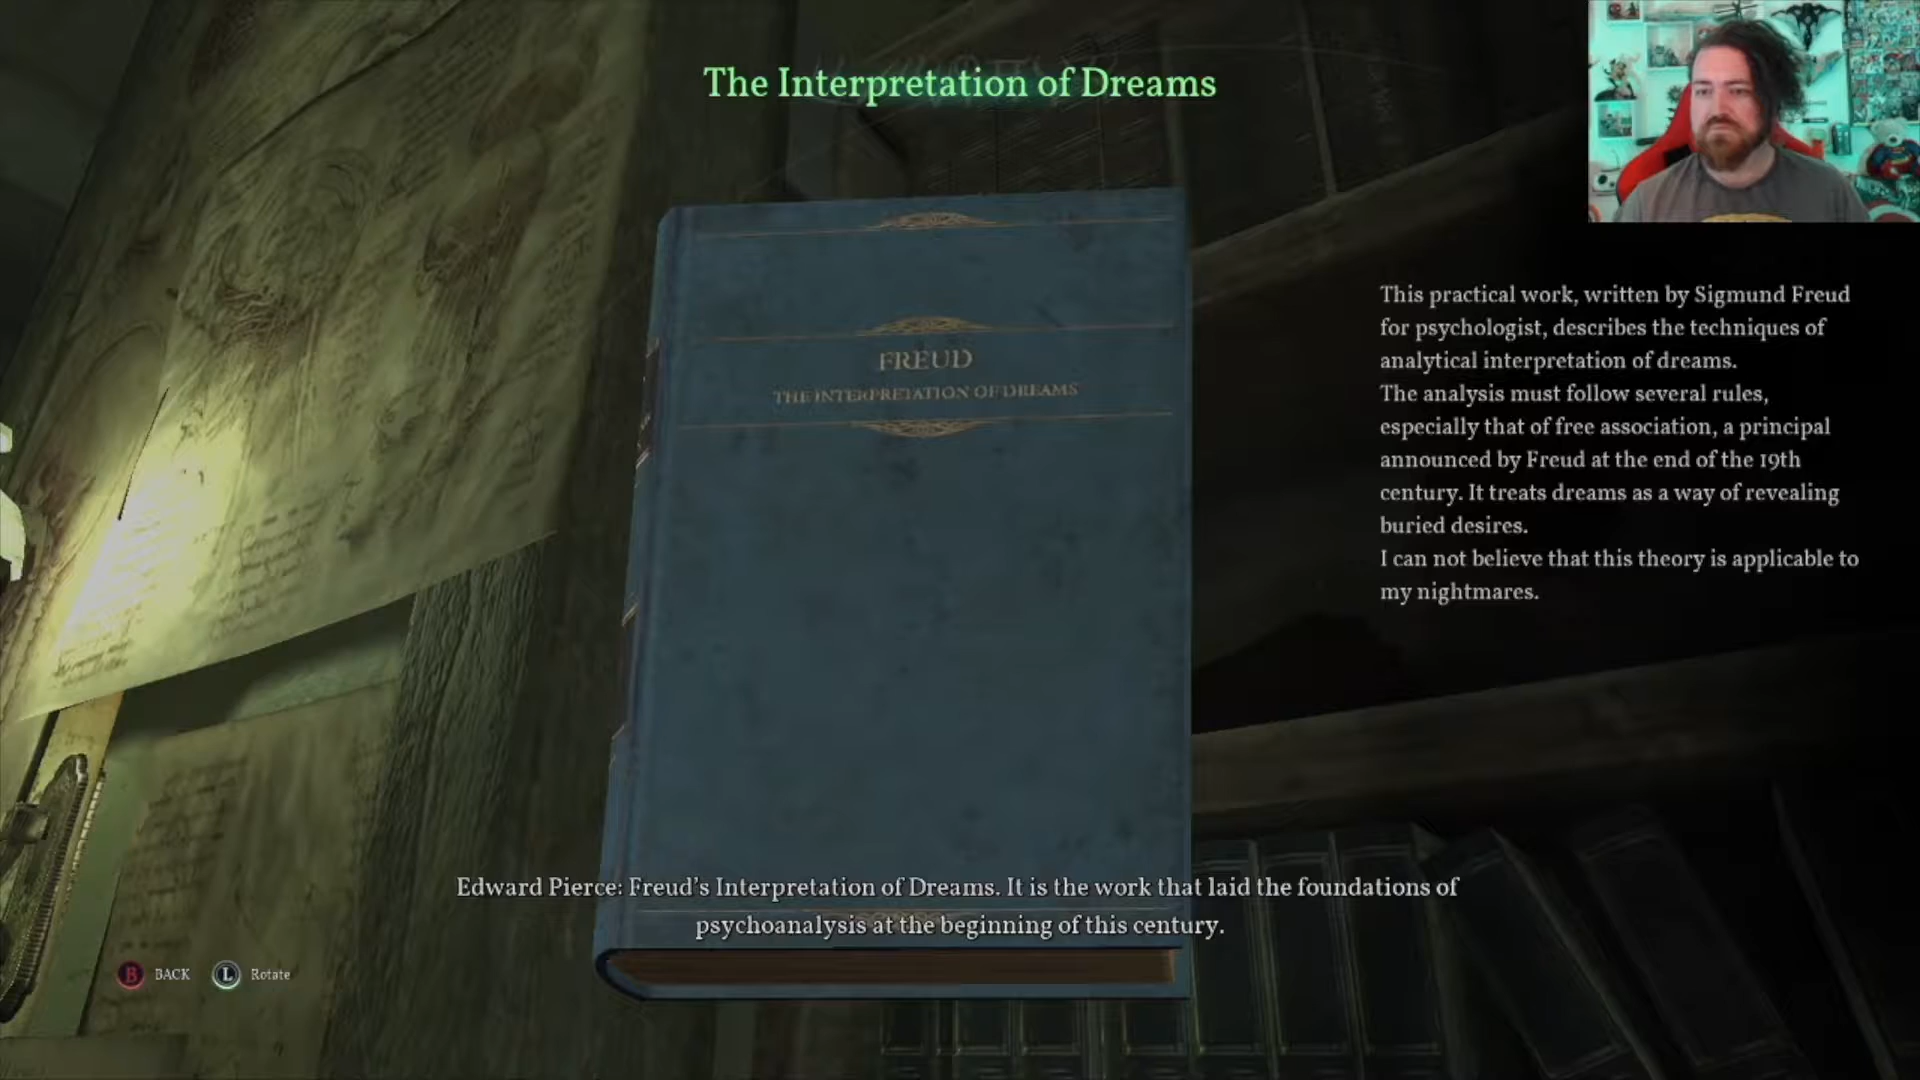 The Interpretation of Dreams
FREUD
THE INTERPRETATION OF DREAMS
This practical work, written by Sigmund Freud
for psychologist, describes the techniques of
analytical interpretation of dreams.
The analysis must follow several rules,
especially that of free association, a principal
announced by Freud at the end of the 19th
century. It treats dreams as a way of revealing
buried desires.
I can not believe that this theory is applicable to
my nightmares.
Edward Pierce: Freud's Interpretation of Dreams. It is the work that laid the foundations of
psychoanalysis at the beginning of this century.
B BACK L Rotate